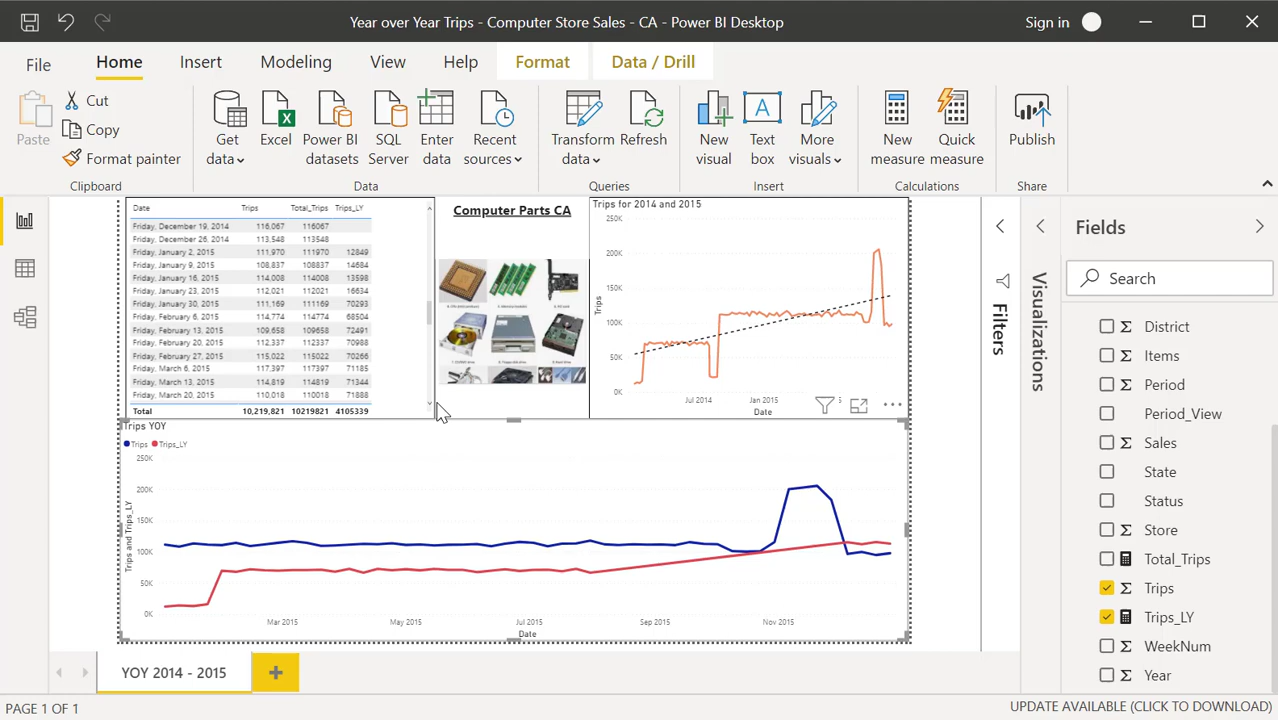 Year over Year Trips - Computer Store Sales - CA - Power BI Desktop
Sign in
File
Home
Insert
Modeling
View
Help
Format
Data / Drill
Paste
Cut
Copy
Format painter
Get data
Excel
Power BI datasets
SQL Server
Enter data
Recent sources
Transform data
Refresh
New visual
Text box
More visuals
New measure
Quick measure
Publish
Clipboard
Data
Queries
Insert
Calculations
Share
Date Trips Total_Trips Trips_LY
Friday, December 19, 2014 116,067 116067
Friday, December 26, 2014 113,548 113548
Friday, January 2, 2015 111,970 111970 12849
Friday, January 9, 2015 108,837 108837 14684
Friday, January 16, 2015 114,008 114008 13598
Friday, January 23, 2015 112,021 112021 16634
Friday, January 30, 2015 111,169 111169 70293
Friday, February 6, 2015 114,774 114774 68504
Friday, February 13, 2015 109,658 109658 72491
Friday, February 20, 2015 112,337 112337 70988
Friday, February 27, 2015 115,022 115022 70266
Friday, March 6, 2015 117,397 117397 71185
Friday, March 13, 2015 114,819 114819 71344
Friday, March 20, 2015 110,018 110018 71888
Total 10,219,821 10219821 4105339
Computer Parts CA
Trips for 2014 and 2015
250K
200K
150K
100K
50K
0K
Trips
Jul 2014
Jan 2015
Date
Trips YOY
Trips
Trips_LY
250K
200K
150K
100K
50K
0K
Trips and Trips_LY
Mar 2015
May 2015
Jul 2015
Sep 2015
Nov 2015
Date
Filters
Visualizations
Fields
Search
District
Items
Period
Period_View
Sales
State
Status
Store
Total_Trips
Trips
Trips_LY
WeekNum
Year
YOY 2014 - 2015
PAGE 1 OF 1
UPDATE AVAILABLE (CLICK TO DOWNLOAD)